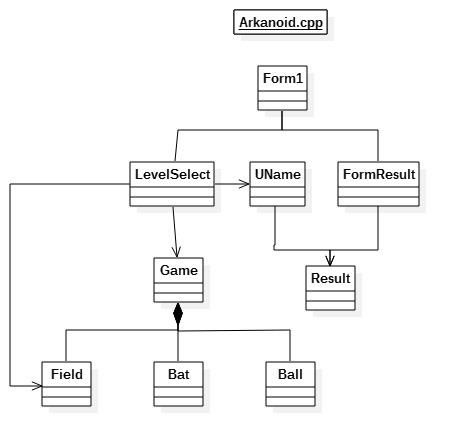 Arkanoid.cpp
Form1
LevelSelect
UName
FormResult
Game
Result
Field
Bat
Ball